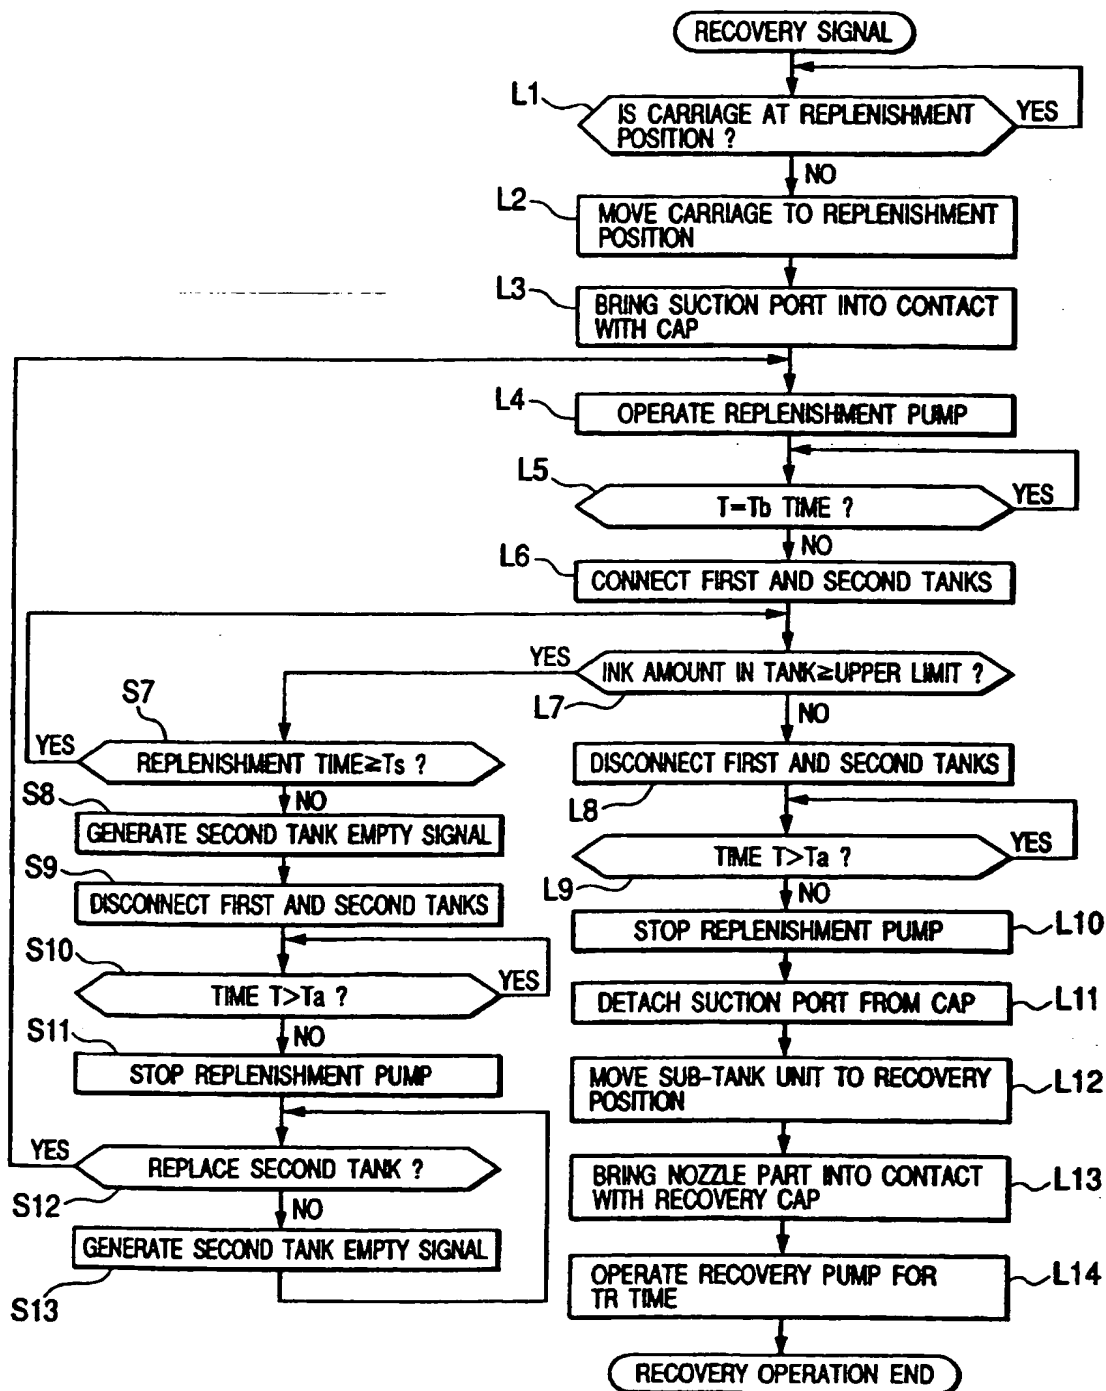 RECOVERY SIGNAL
L1
IS CARRIAGE AT REPLENISHMENT
POSITION ?
YES
NO
L2
MOVE CARRIAGE TO REPLENISHMENT
POSITION
L3
BRING SUCTION PORT INTO CONTACT
WITH CAP
L4
OPERATE REPLENISHMENT PUMP
L5
T=Tb TIME ?
YES
NO
L6
CONNECT FIRST AND SECOND TANKS
YES
INK AMOUNT IN TANK≧UPPER LIMIT ?
L7
NO
S7
YES
REPLENISHMENT TIME≧Ts ?
NO
S8
GENERATE SECOND TANK EMPTY SIGNAL
S9
DISCONNECT FIRST AND SECOND TANKS
S10
TIME T>Ta ?
YES
NO
S11
STOP REPLENISHMENT PUMP
YES
REPLACE SECOND TANK ?
S12
NO
GENERATE SECOND TANK EMPTY SIGNAL
S13
DISCONNECT FIRST AND SECOND TANKS
L8
TIME T>Ta ?
YES
L9
NO
STOP REPLENISHMENT PUMP
L10
DETACH SUCTION PORT FROM CAP
L11
MOVE SUB-TANK UNIT TO RECOVERY
POSITION
L12
BRING NOZZLE PART INTO CONTACT
WITH RECOVERY CAP
L13
OPERATE RECOVERY PUMP FOR
TR TIME
L14
RECOVERY OPERATION END